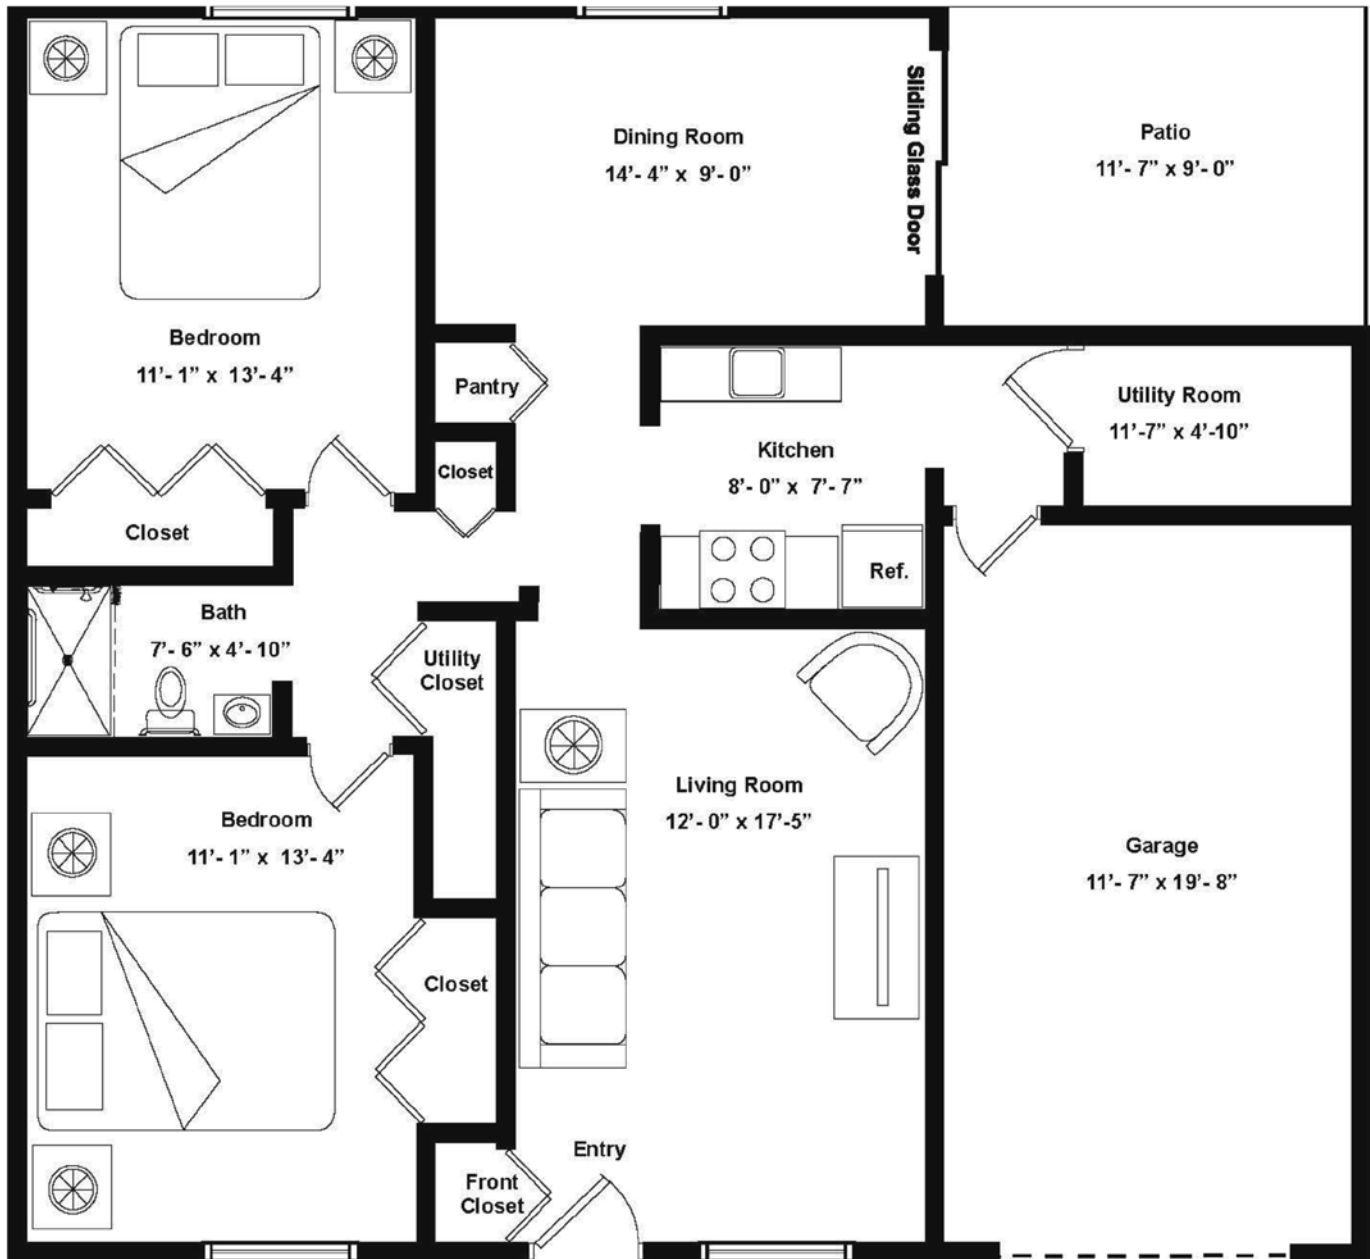 Dining Room
14'- 4" x 9'- 0"
Sliding Glass Door
Patio
11'- 7" x 9'- 0"
Bedroom
11'- 1" x 13'- 4"
Pantry
Closet
Kitchen
8'- 0" x 7'- 7"
Utility Room
11'-7" x 4'-10"
Closet
Ref.
Bath
7'- 6" x 4'- 10"
Utility
Closet
Living Room
12'- 0" x 17'-5"
Bedroom
11'- 1" x 13'- 4"
Garage
11'- 7" x 19'- 8"
Closet
Entry
Front
Closet